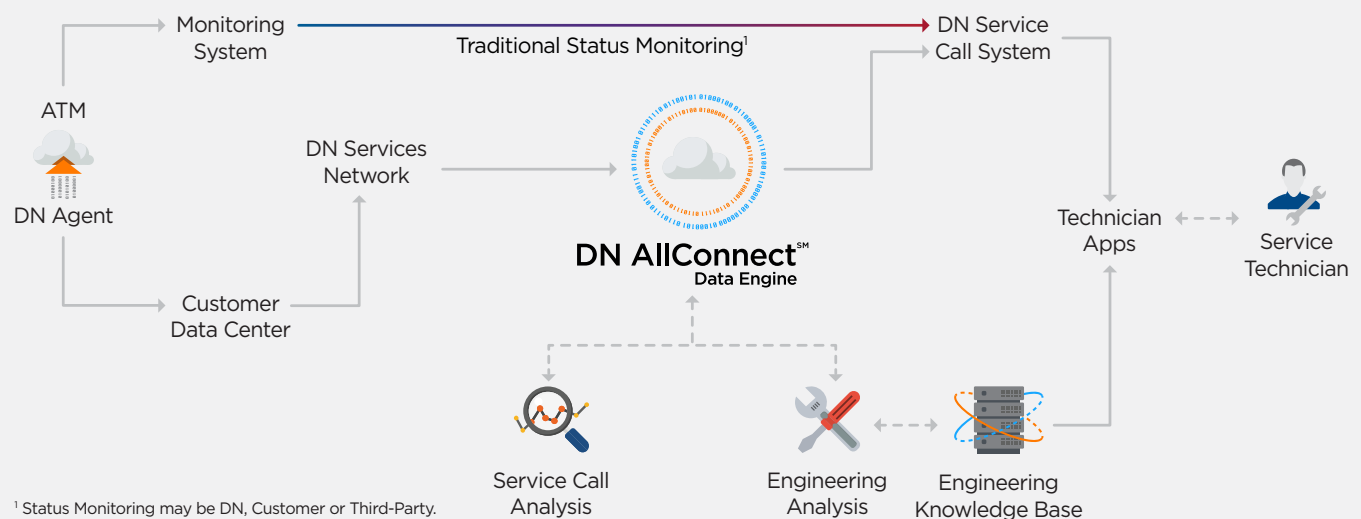 Monitoring
System
Traditional Status Monitoring¹
DN Service
Call System
ATM
DN Agent
DN Services
Network
DN AllConnect℠
Data Engine
Technician
Apps
Service
Technician
Customer
Data Center
Service Call
Analysis
Engineering
Analysis
Engineering
Knowledge Base
¹ Status Monitoring may be DN, Customer or Third-Party.